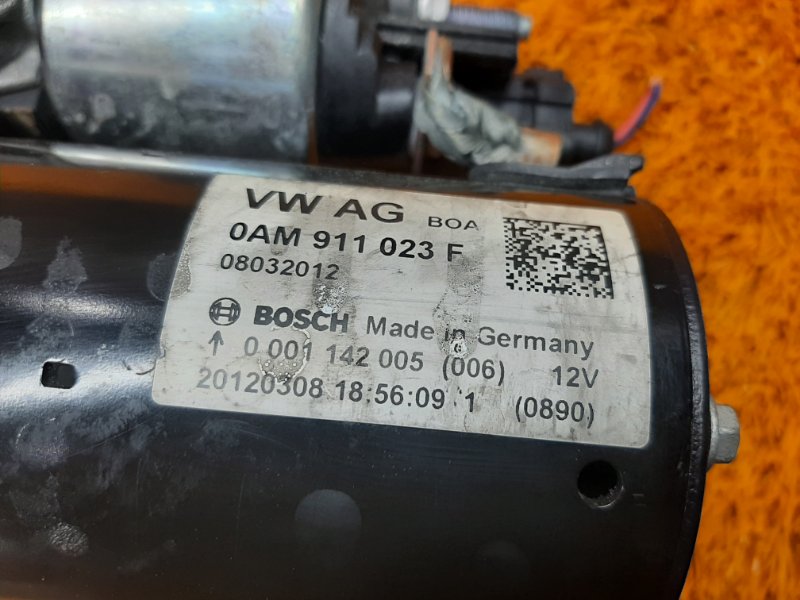 VW AG BOA
0AM 911 023 F
08032012
BOSCH Made in Germany
↑ 0 001 142 005 (006) 12V
20120308 18:56:09 1 (0890)